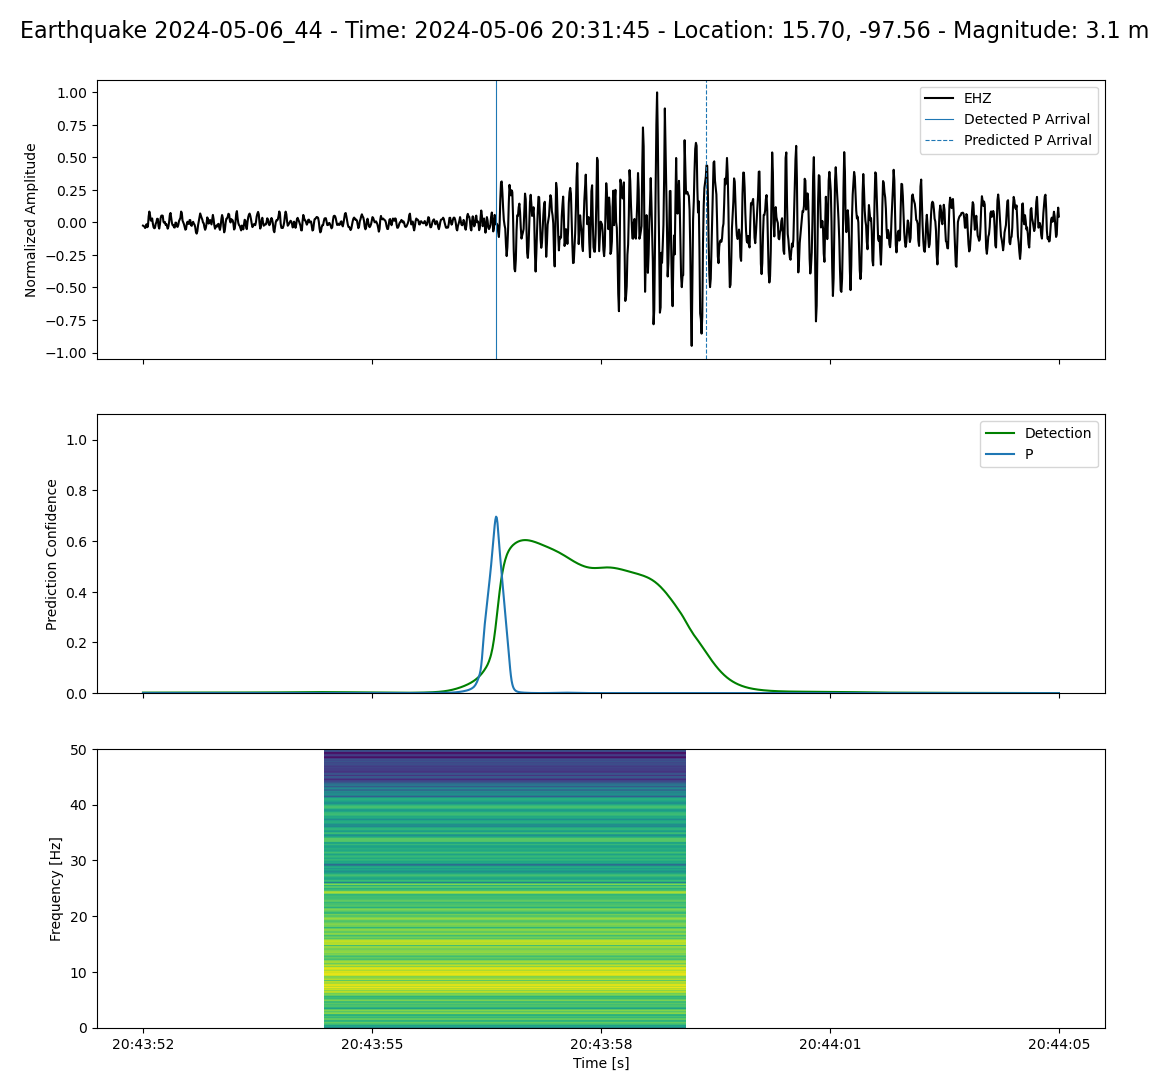 Earthquake 2024-05-06_44 - Time: 2024-05-06 20:31:45 - Location: 15.70, -97.56 - Magnitude: 3.1 m
Normalized Amplitude
1.00
0.75
0.50
0.25
0.00
−0.25
−0.50
−0.75
−1.00
EHZ
Detected P Arrival
Predicted P Arrival
Prediction Confidence
1.0
0.8
0.6
0.4
0.2
0.0
Detection
P
Frequency [Hz]
50
40
30
20
10
0
20:43:52 20:43:55 20:43:58 20:44:01 20:44:05
Time [s]